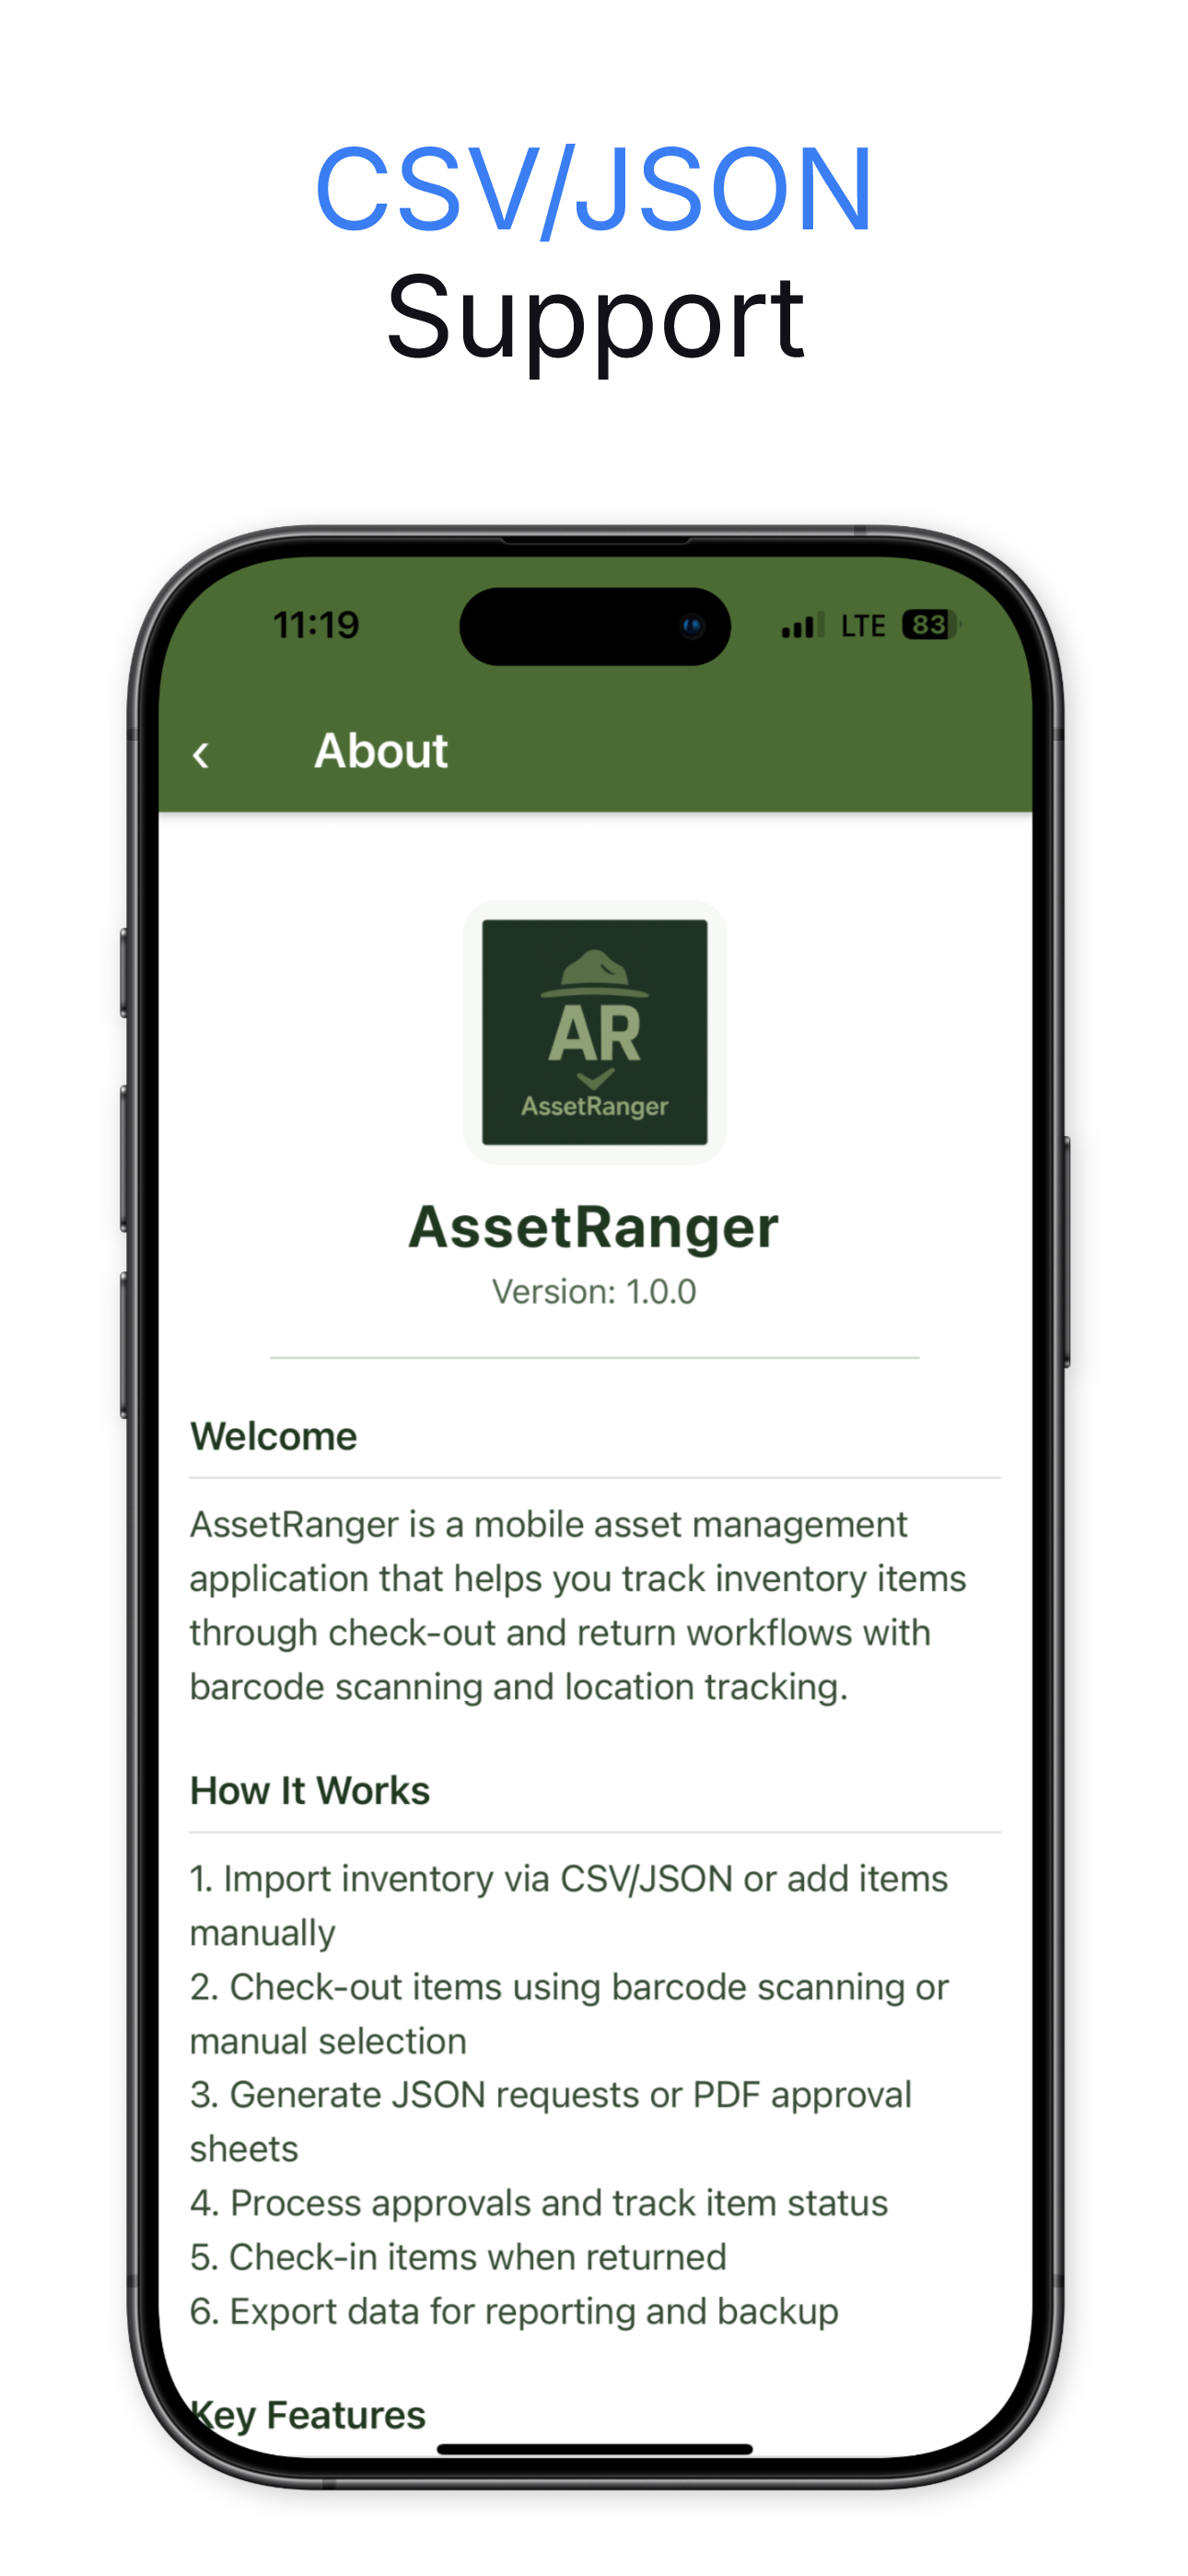 CSV/JSON
Support
11:19
LTE
83
‹ About
AR
AssetRanger
AssetRanger
Version: 1.0.0
Welcome
AssetRanger is a mobile asset management
application that helps you track inventory items
through check-out and return workflows with
barcode scanning and location tracking.
How It Works
1. Import inventory via CSV/JSON or add items
manually
2. Check-out items using barcode scanning or
manual selection
3. Generate JSON requests or PDF approval
sheets
4. Process approvals and track item status
5. Check-in items when returned
6. Export data for reporting and backup
Key Features